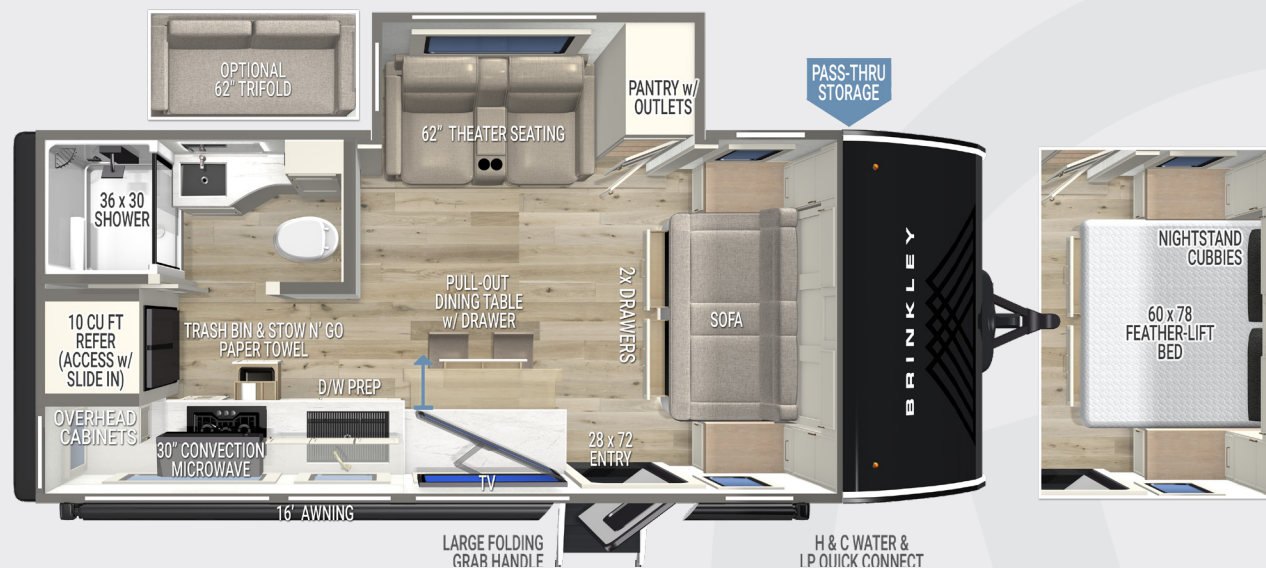 OPTIONAL
62" TRIFOLD
62" THEATER SEATING
PANTRY w/
OUTLETS
PASS-THRU
STORAGE
36 x 30
SHOWER
2x DRAWERS
SOFA
BRINKLEY
PULL-OUT
DINING TABLE
w/ DRAWER
10 CU FT
REFER
(ACCESS w/
SLIDE IN)
TRASH BIN & STOW N' GO
PAPER TOWEL
D/W PREP
OVERHEAD
CABINETS
30" CONVECTION
MICROWAVE
TV
28 x 72
ENTRY
16' AWNING
LARGE FOLDING
GRAB HANDLE
H & C WATER &
LP QUICK CONNECT
NIGHTSTAND
CUBBIES
60 x 78
FEATHER-LIFT
BED